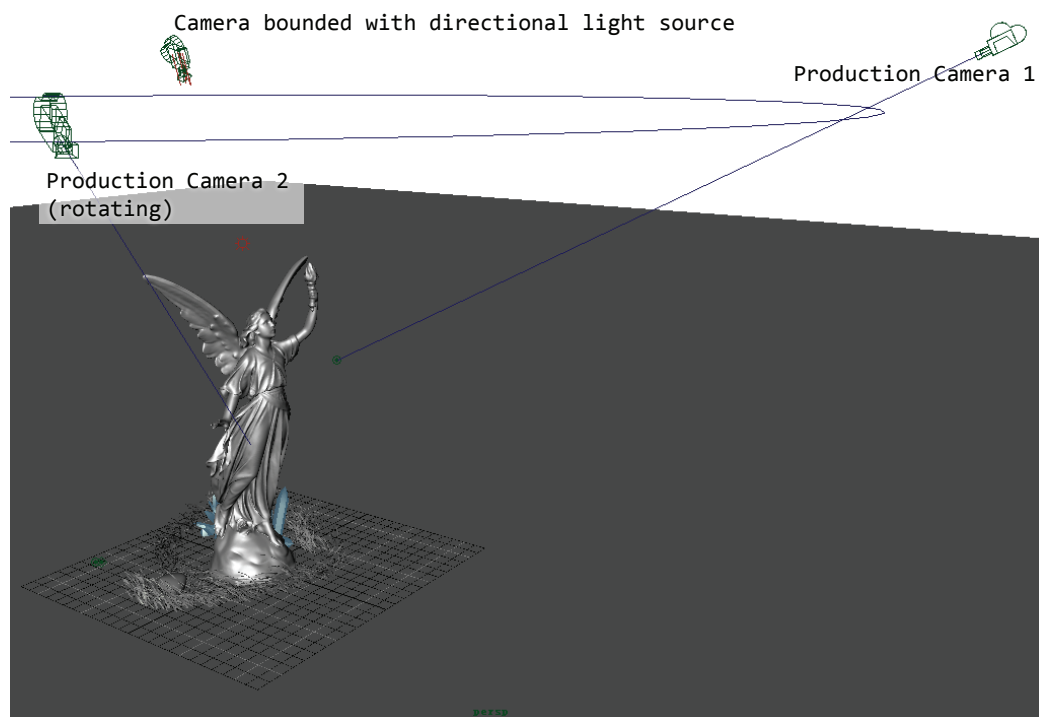 Camera bounded with directional light source
Production Camera 1
Production Camera 2
(rotating)
persp